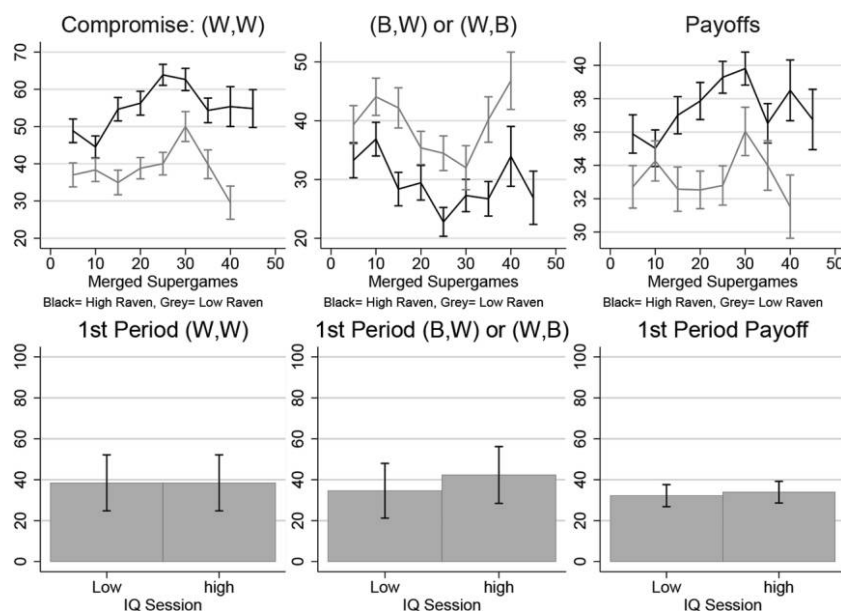 Compromise: (W,W)
70
60
50
40
30
20
0 10 20 30 40 50
Merged Supergames
Black= High Raven, Grey= Low Raven
(B,W) or (W,B)
50
40
30
20
0 10 20 30 40 50
Merged Supergames
Black= High Raven, Grey= Low Raven
Payoffs
40
38
36
34
32
30
0 10 20 30 40 50
Merged Supergames
Black= High Raven, Grey= Low Raven
1st Period (W,W)
100
80
60
40
20
0
Low high
IQ Session
1st Period (B,W) or (W,B)
100
80
60
40
20
0
Low high
IQ Session
1st Period Payoff
100
80
60
40
20
0
Low high
IQ Session